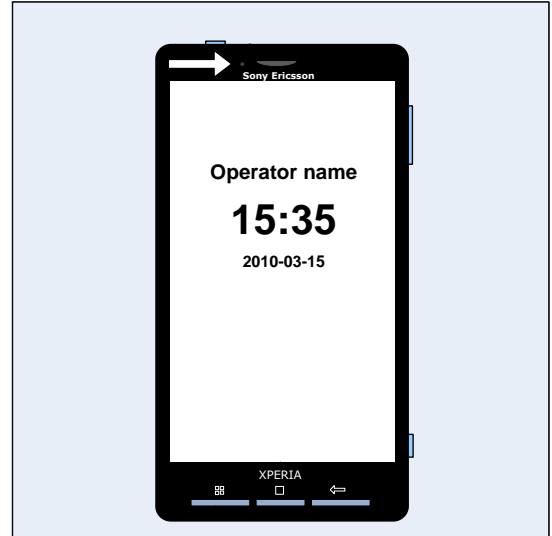 Sony Ericsson
Operator name
15:35
2010-03-15
XPERIA